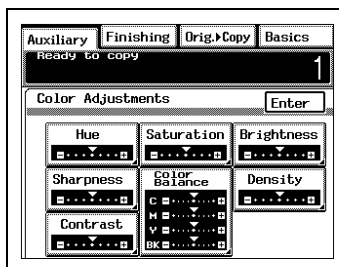 Auxiliary Finishing Orig.▸Copy Basics
Ready to copy
1
Color Adjustments Enter
Hue Saturation Brightness
Sharpness Color Balance Density
C
M
Y
BK
Contrast